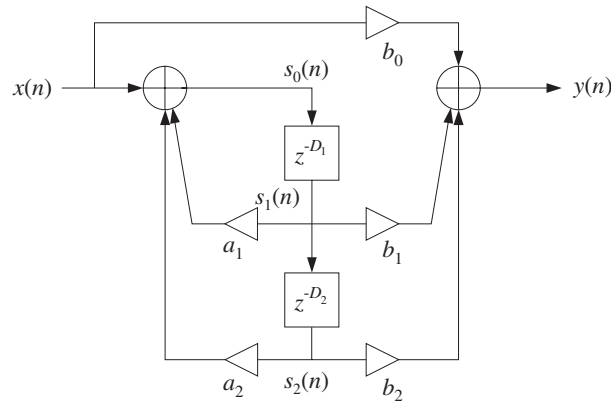 b₀
x(n) s₀(n) y(n)
z⁻ᴰ¹
s₁(n)
a₁ b₁
z⁻ᴰ²
a₂ s₂(n) b₂